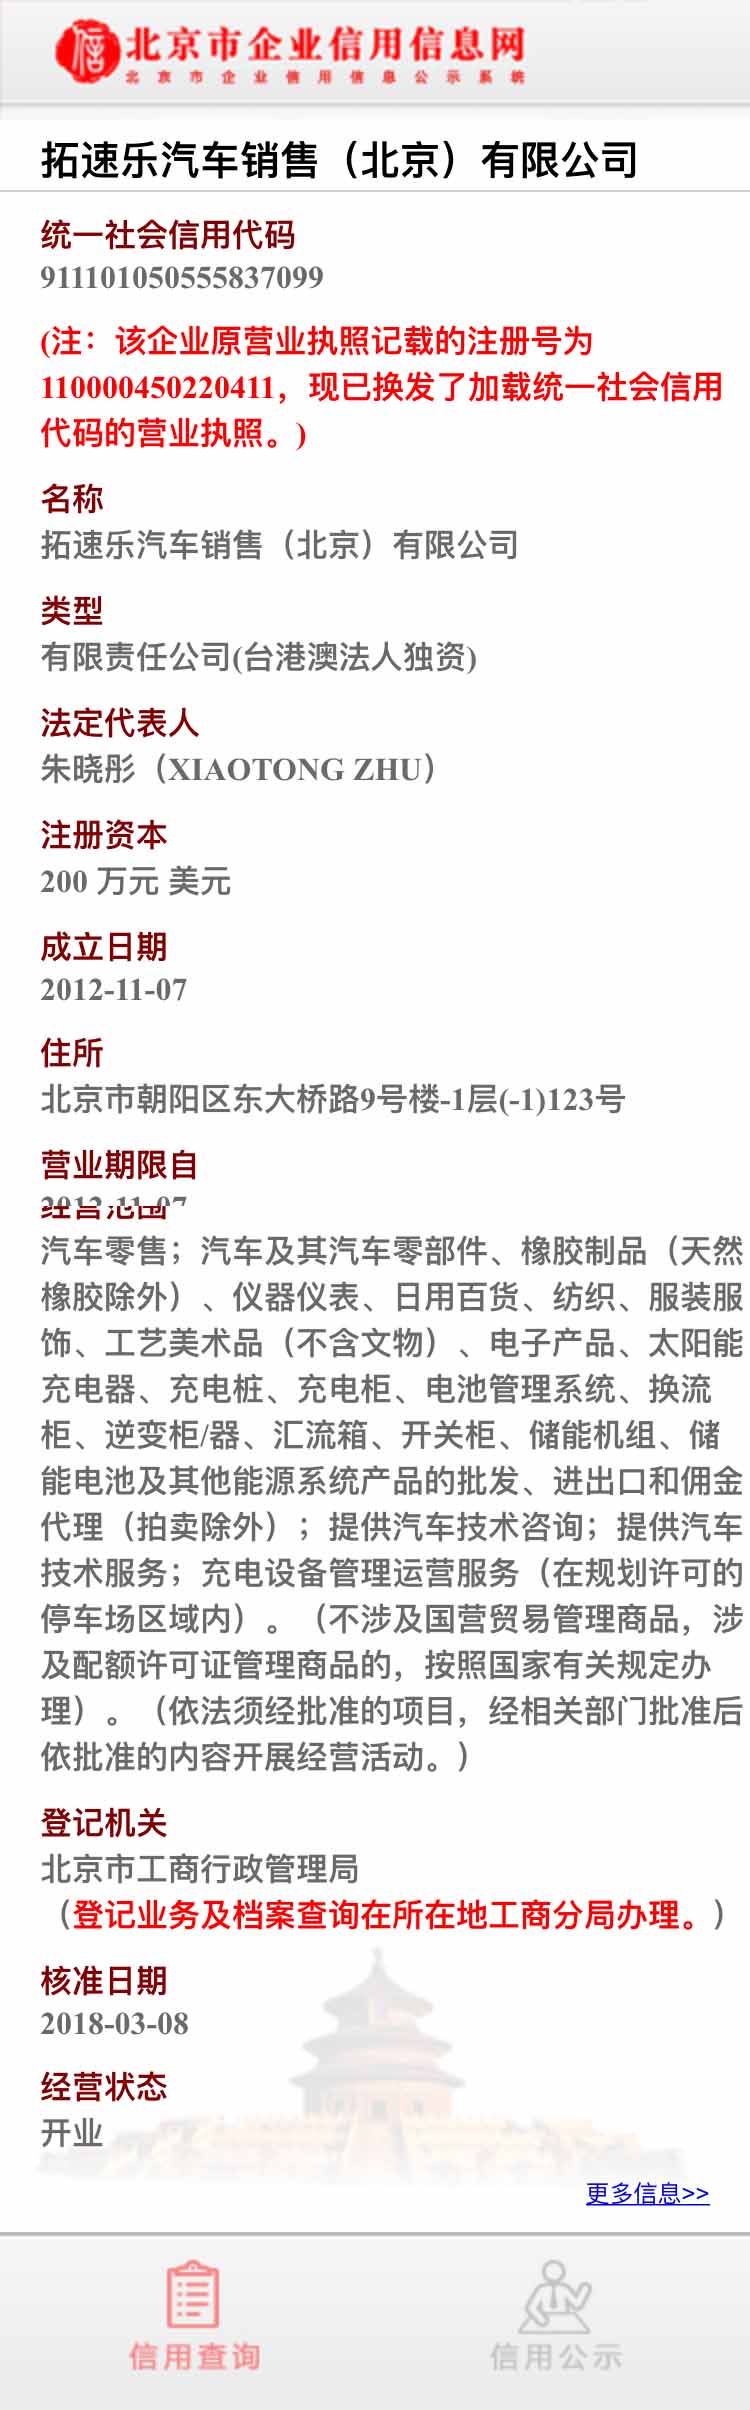 信
北京市企业信用信息网
北京市企业信用信息公示系统
拓速乐汽车销售（北京）有限公司
统一社会信用代码
911101050555837099
(注：该企业原营业执照记载的注册号为
110000450220411，现已换发了加载统一社会信用
代码的营业执照。)
名称
拓速乐汽车销售（北京）有限公司
类型
有限责任公司(台港澳法人独资)
法定代表人
朱晓彤（XIAOTONG ZHU）
注册资本
200 万元 美元
成立日期
2012-11-07
住所
北京市朝阳区东大桥路9号楼-1层(-1)123号
营业期限自
2012-11-07
经营范围
汽车零售；汽车及其汽车零部件、橡胶制品（天然
橡胶除外）、仪器仪表、日用百货、纺织、服装服
饰、工艺美术品（不含文物）、电子产品、太阳能
充电器、充电桩、充电柜、电池管理系统、换流
柜、逆变柜/器、汇流箱、开关柜、储能机组、储
能电池及其他能源系统产品的批发、进出口和佣金
代理（拍卖除外）；提供汽车技术咨询；提供汽车
技术服务；充电设备管理运营服务（在规划许可的
停车场区域内）。（不涉及国营贸易管理商品，涉
及配额许可证管理商品的，按照国家有关规定办
理）。（依法须经批准的项目，经相关部门批准后
依批准的内容开展经营活动。）
登记机关
北京市工商行政管理局
（登记业务及档案查询在所在地工商分局办理。）
核准日期
2018-03-08
经营状态
开业
更多信息>>
信用查询
信用公示